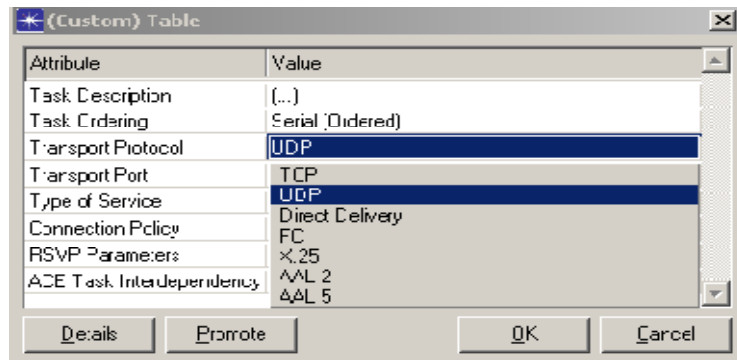 (Custom) Table
Attribute Value
Task Description (...)
Task Ordering Serial (Ordered)
Transport Protocol UDP
Transport Port TCP
UDP
Type of Service Direct Delivery
Connection Policy FC
RSVP Parameters X.25
ACE Task Interdependency AAL 2
AAL 5
Details Promote OK Cancel